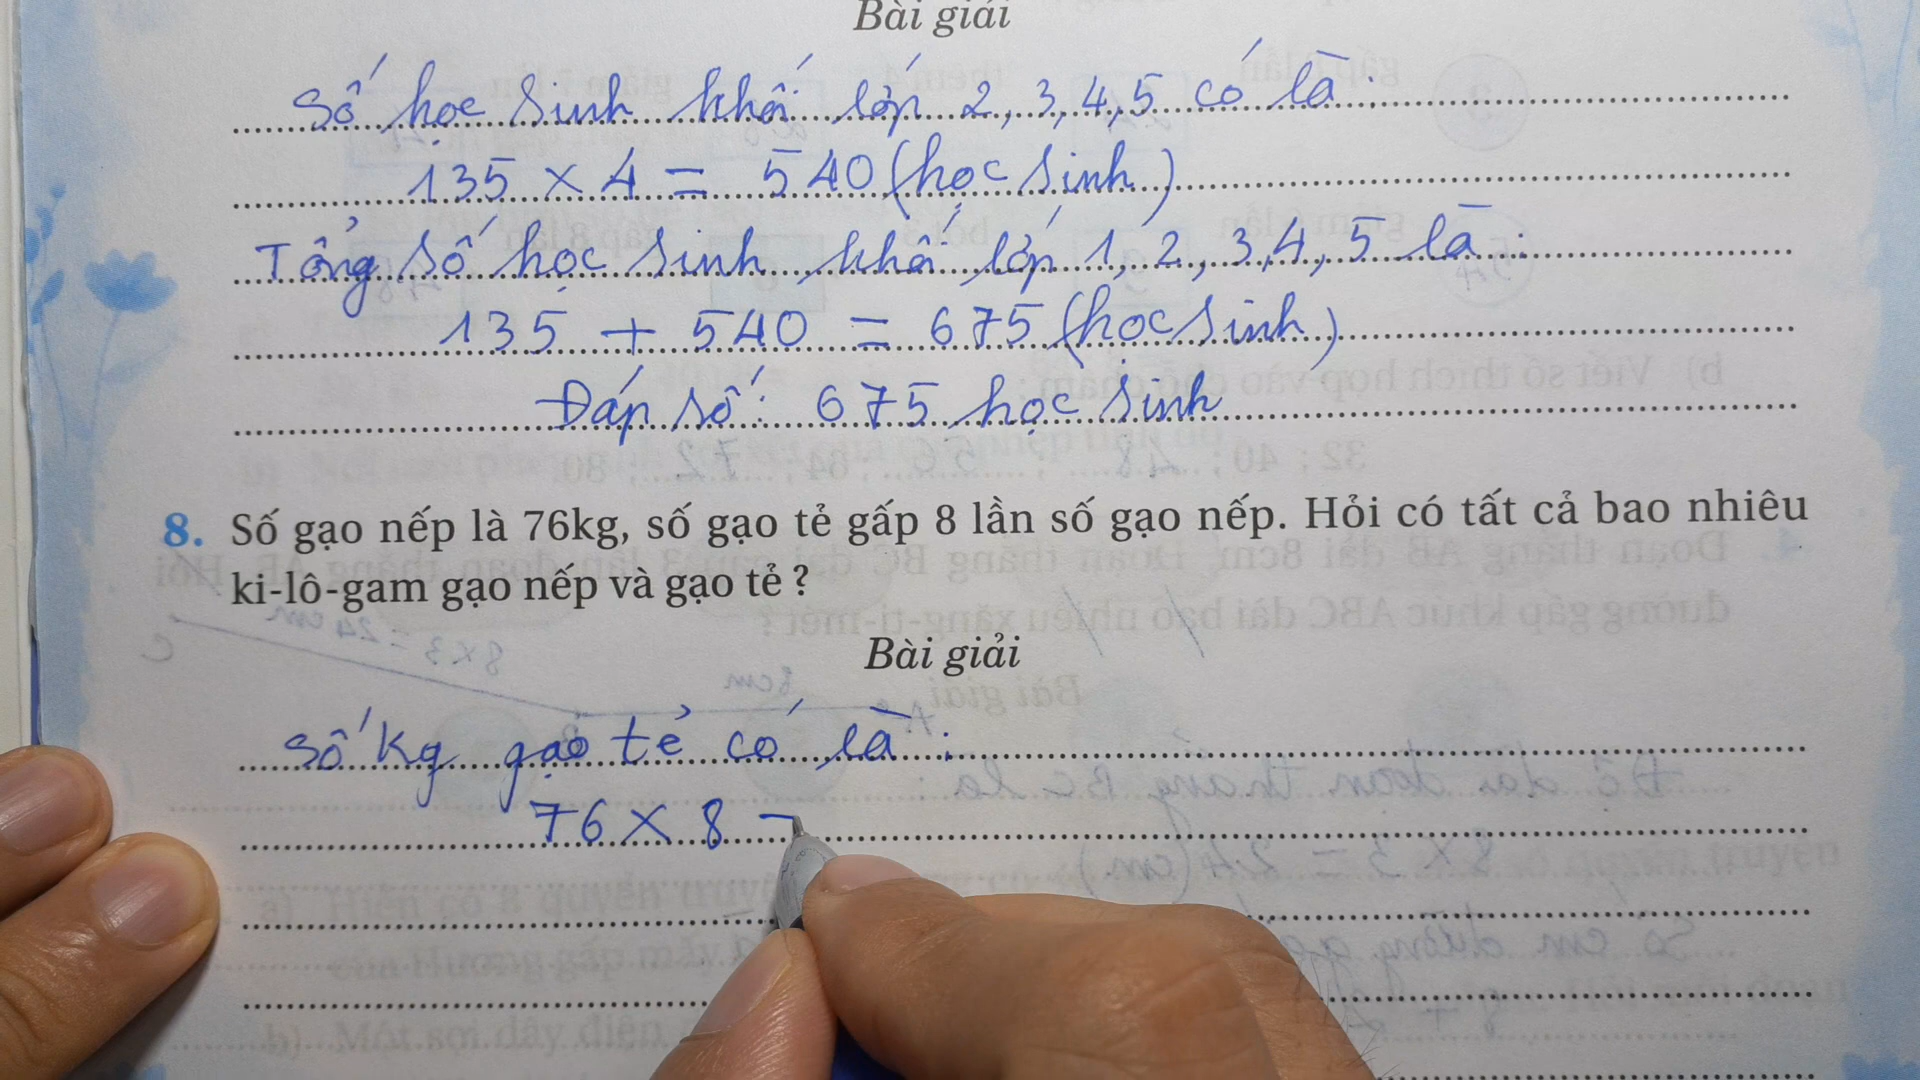 Bài giải
Số học sinh khối lớp 2, 3, 4, 5 có là:
135 × 4 = 540 (học sinh)
Tổng số học sinh khối lớp 1, 2, 3, 4, 5 là:
135 + 540 = 675 (học sinh)
Đáp số: 675 học sinh
8. Số gạo nếp là 76kg, số gạo tẻ gấp 8 lần số gạo nếp. Hỏi có tất cả bao nhiêu
ki-lô-gam gạo nếp và gạo tẻ ?
Bài giải
Số kg gạo tẻ có là:
76 × 8